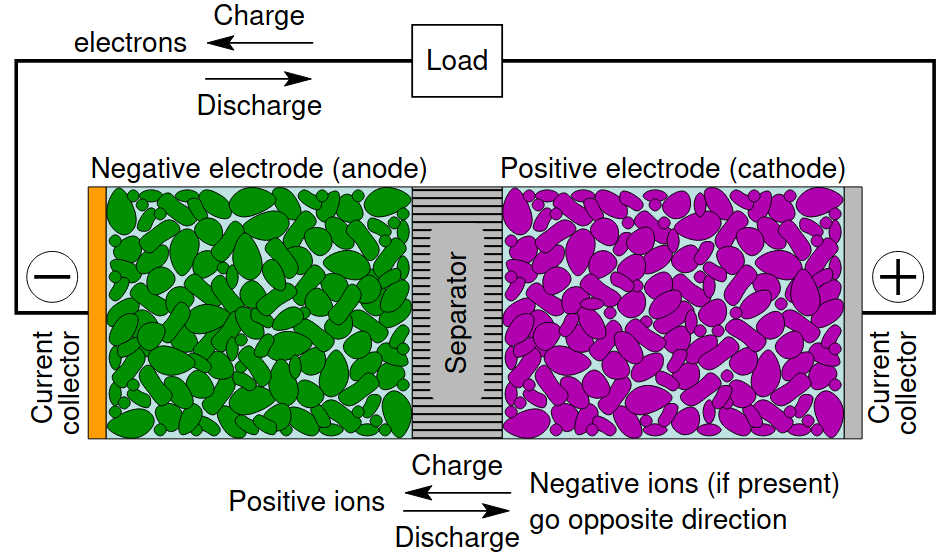 Charge
electrons
Load
Discharge
Negative electrode (anode)
Positive electrode (cathode)
−
Separator
+
Current
collector
Current
collector
Charge
Positive ions
Negative ions (if present)
go opposite direction
Discharge